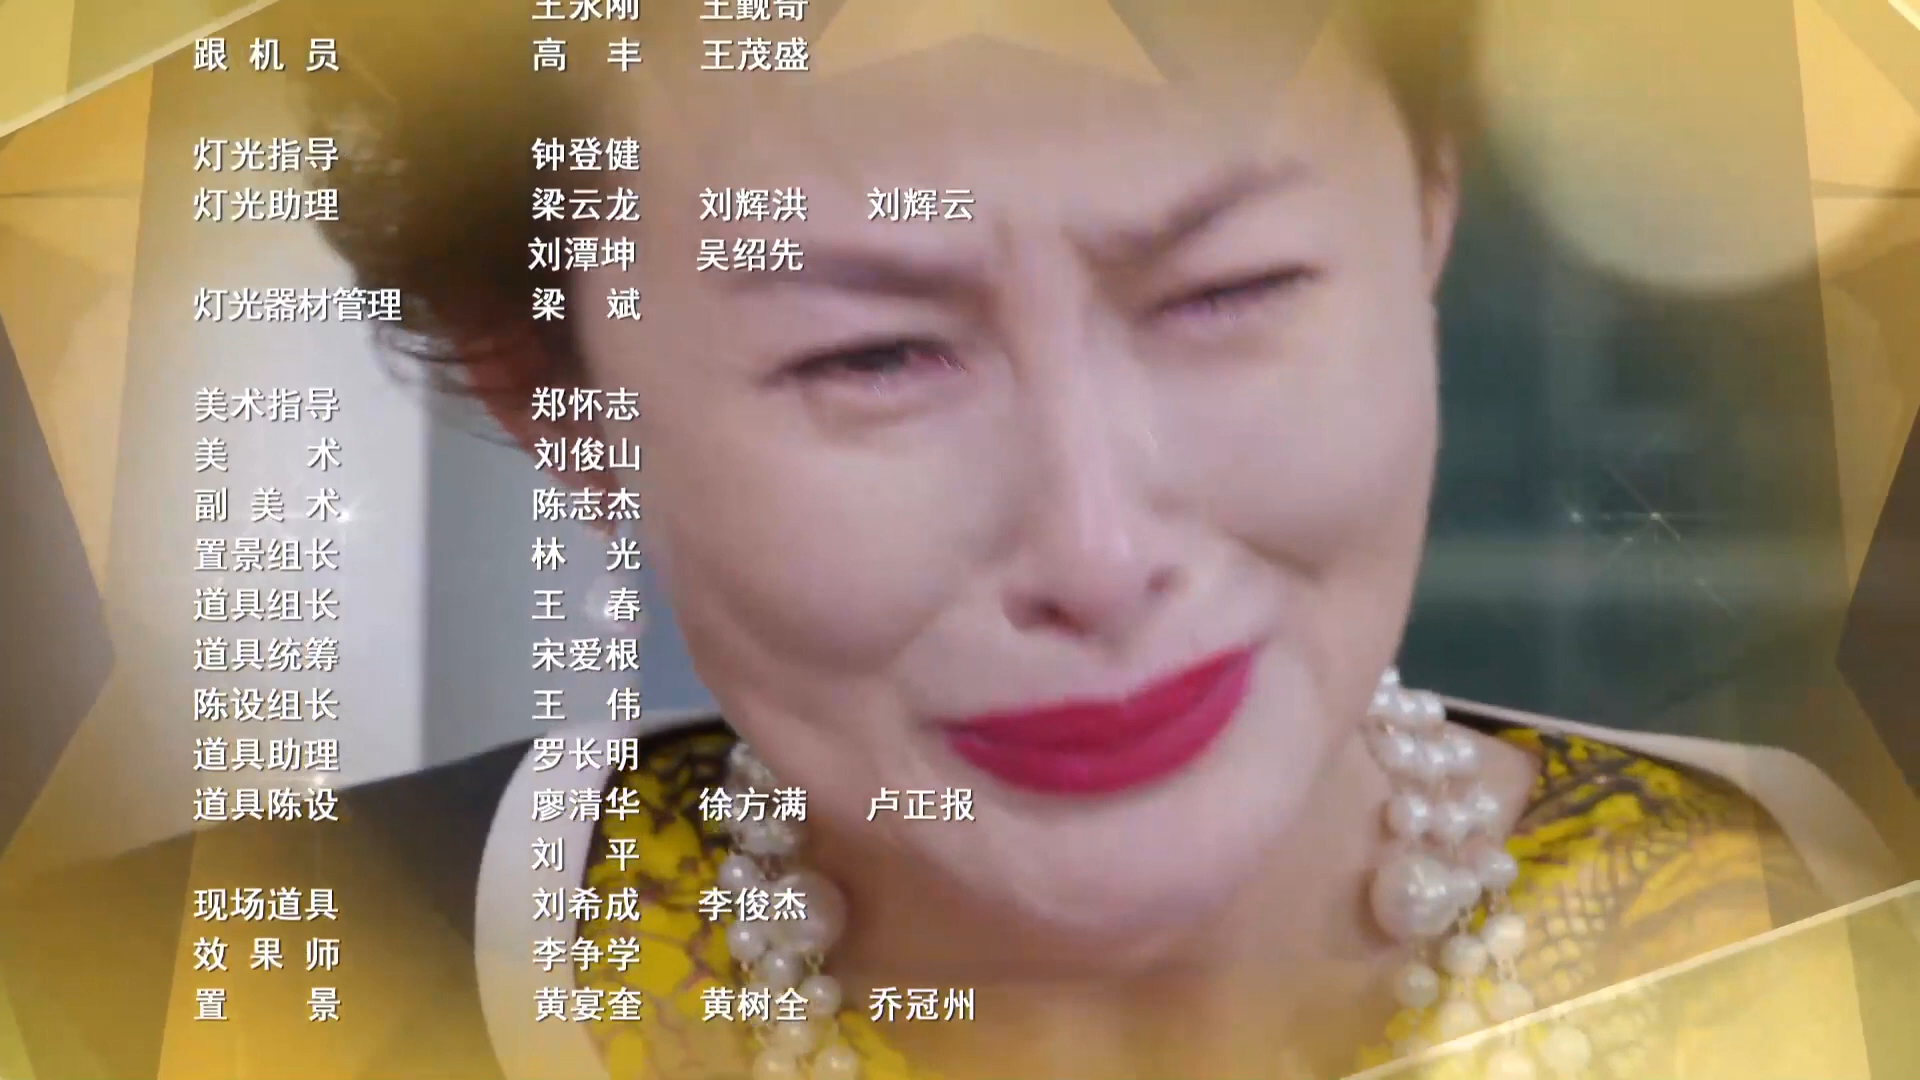 王永刚 王觐奇
跟机员 高丰 王茂盛
灯光指导 钟登健
灯光助理 梁云龙 刘辉洪 刘辉云
刘潭坤 吴绍先
灯光器材管理 梁斌
美术指导 郑怀志
美术 刘俊山
副美术 陈志杰
置景组长 林光
道具组长 王春
道具统筹 宋爱根
陈设组长 王伟
道具助理 罗长明
道具陈设 廖清华 徐方满 卢正报
刘平
现场道具 刘希成 李俊杰
效果师 李争学
置景 黄宴奎 黄树全 乔冠州